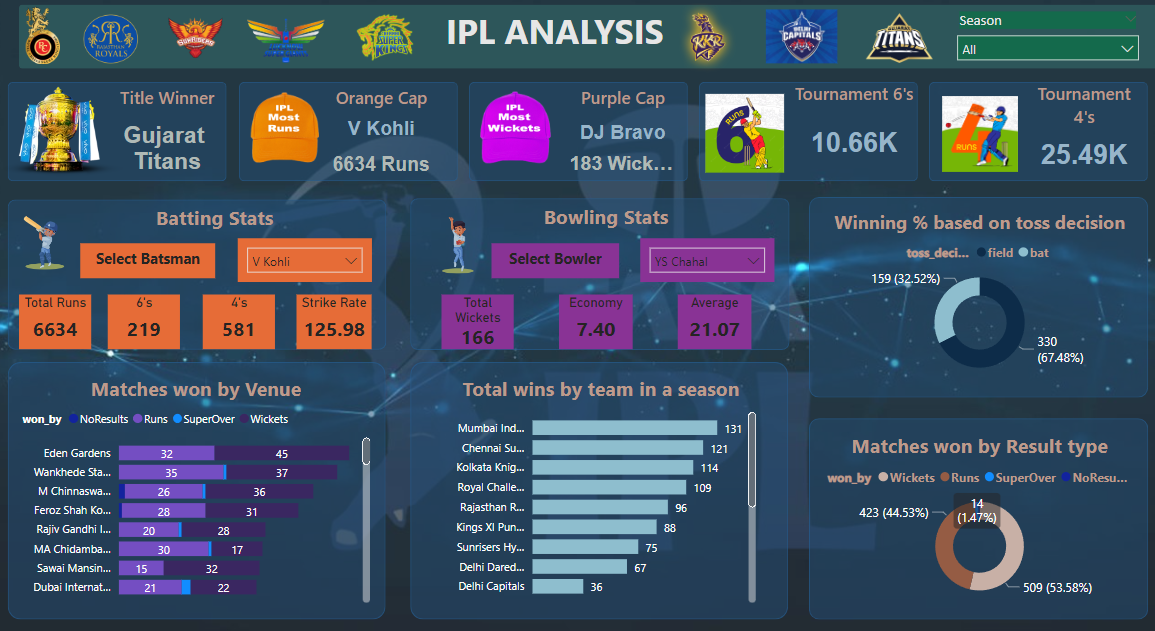 IPL ANALYSIS
RAJASTHAN
ROYALS
SUNRISERS
SUPER
KINGS
KKR
DELHI
CAPITALS
TITANS
Season
All
Title Winner
Gujarat
Titans
IPL
Most
Runs
Orange Cap
V Kohli
6634 Runs
IPL
Most
Wickets
Purple Cap
DJ Bravo
183 Wick...
RUNS
Tournament 6's
10.66K
RUNS
Tournament
4's
25.49K
Batting Stats
Select Batsman
V Kohli
Total Runs
6634
6's
219
4's
581
Strike Rate
125.98
Bowling Stats
Select Bowler
YS Chahal
Total
Wickets
166
Economy
7.40
Average
21.07
Winning % based on toss decision
toss_deci... field bat
159 (32.52%)
330
(67.48%)
Matches won by Venue
won_by NoResults Runs SuperOver Wickets
Eden Gardens 32 45
Wankhede Sta... 35 37
M Chinnaswa... 26 36
Feroz Shah Ko... 28 31
Rajiv Gandhi I... 20 28
MA Chidamba... 30 17
Sawai Mansin... 15 32
Dubai Internat... 21 22
Total wins by team in a season
Mumbai Ind... 131
Chennai Su... 121
Kolkata Knig... 114
Royal Challe... 109
Rajasthan R... 96
Kings XI Pun... 88
Sunrisers Hy... 75
Delhi Dared... 67
Delhi Capitals 36
Matches won by Result type
won_by Wickets Runs SuperOver NoResu...
14
(1.47%)
423 (44.53%)
509 (53.58%)